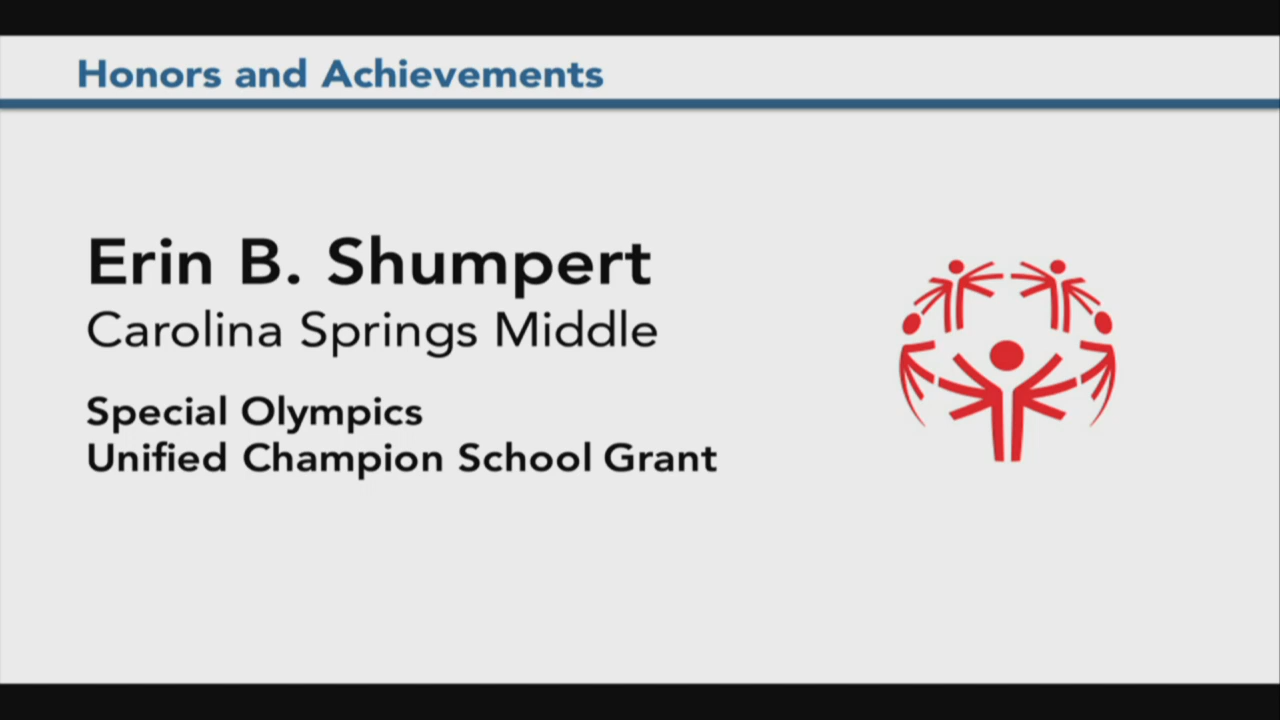 Honors and Achievements
Erin B. Shumpert
Carolina Springs Middle
Special Olympics
Unified Champion School Grant